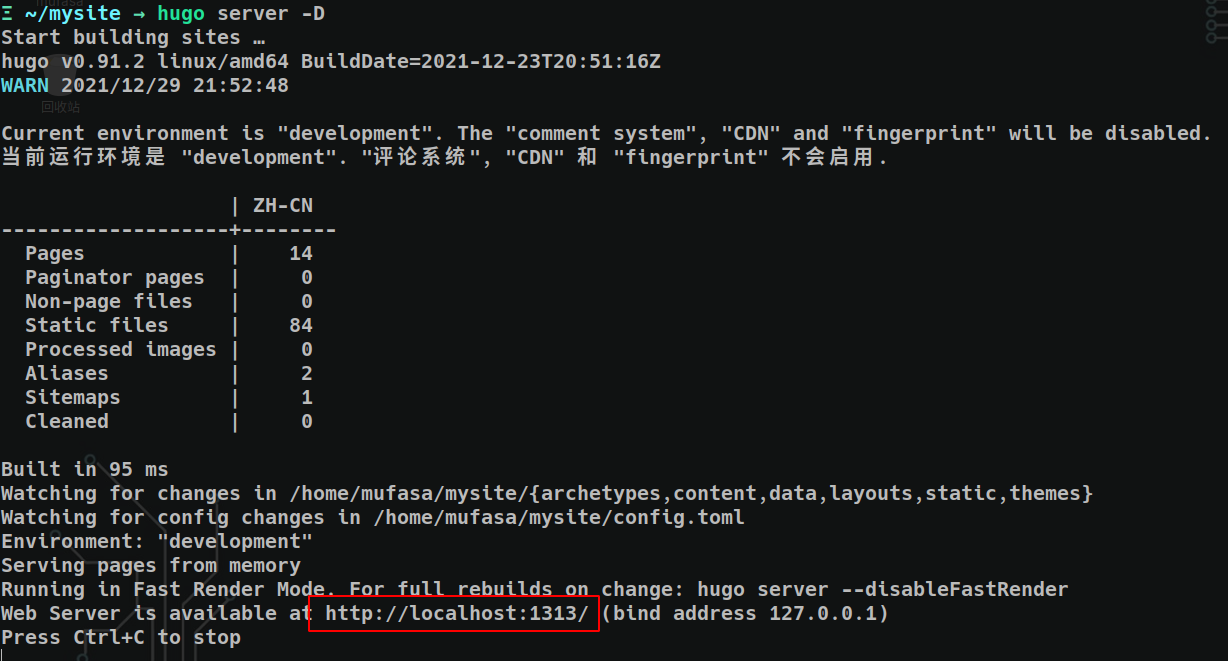 mufasa
Ξ ~/mysite → hugo server -D
Start building sites …
hugo v0.91.2 linux/amd64 BuildDate=2021-12-23T20:51:16Z
WARN 2021/12/29 21:52:48
回收站
Current environment is "development". The "comment system", "CDN" and "fingerprint" will be disabled.
当前运行环境是 "development". "评论系统", "CDN" 和 "fingerprint" 不会启用.
| ZH-CN
-------------------+--------
Pages | 14
Paginator pages | 0
Non-page files | 0
Static files | 84
Processed images | 0
Aliases | 2
Sitemaps | 1
Cleaned | 0
Built in 95 ms
Watching for changes in /home/mufasa/mysite/{archetypes,content,data,layouts,static,themes}
Watching for config changes in /home/mufasa/mysite/config.toml
Environment: "development"
Serving pages from memory
Running in Fast Render Mode. For full rebuilds on change: hugo server --disableFastRender
Web Server is available at http://localhost:1313/ (bind address 127.0.0.1)
Press Ctrl+C to stop